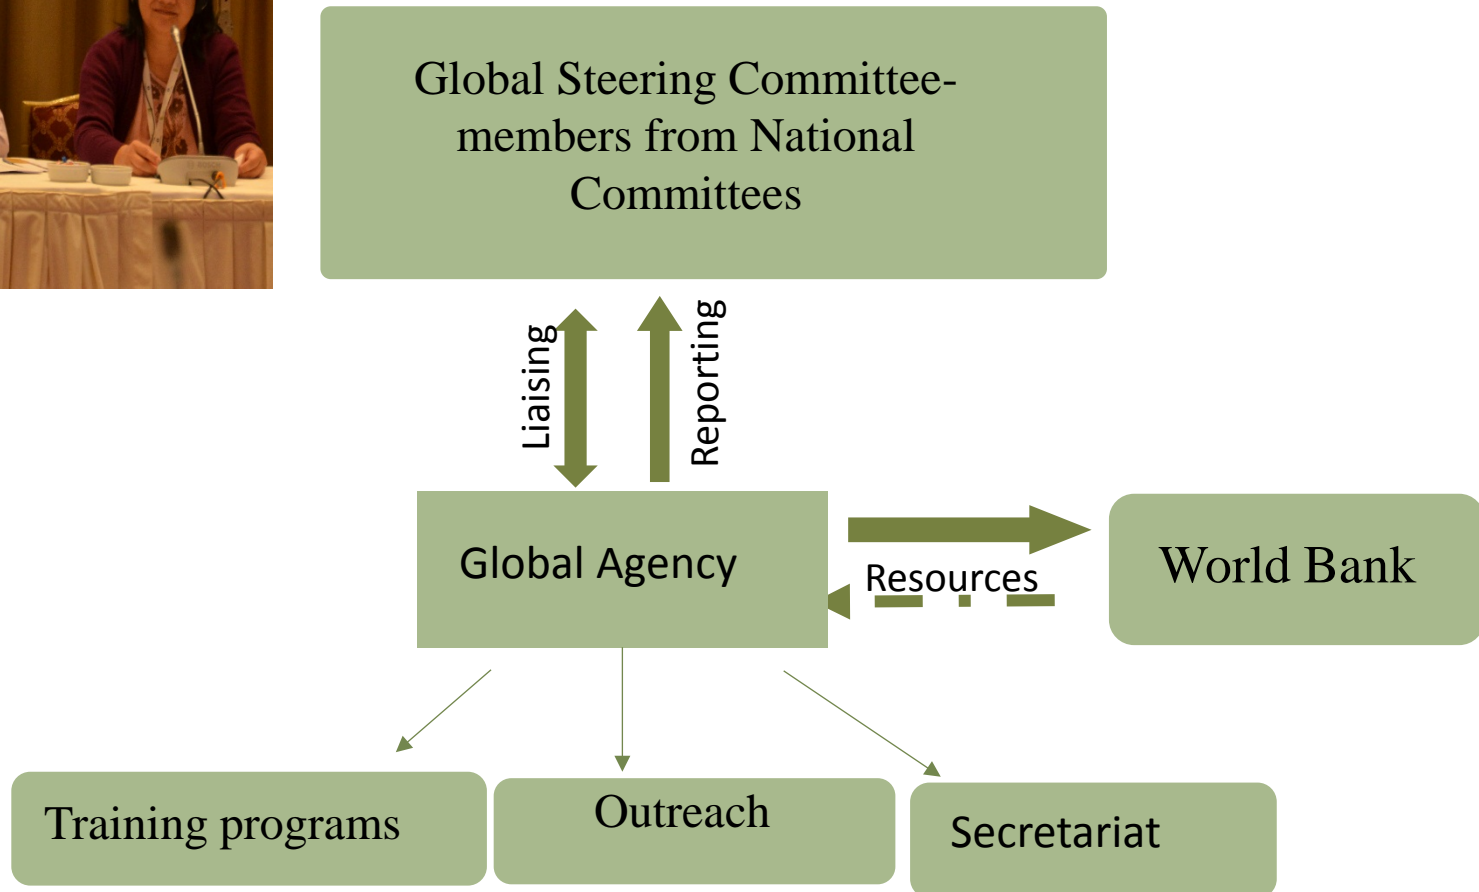 Global Steering Committee-
members from National
Committees
Liaising
Reporting
Global Agency
Resources
World Bank
Training programs
Outreach
Secretariat